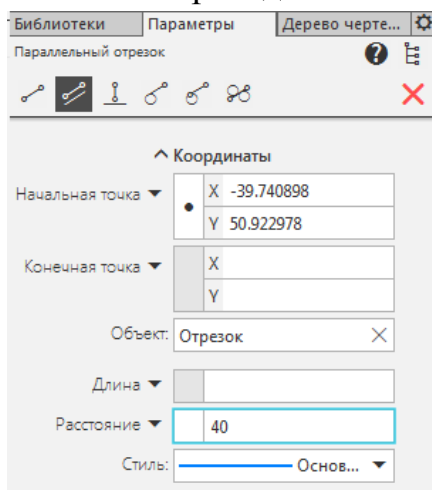 Библиотеки Параметры Дерево черте...
Параллельный отрезок
Координаты
Начальная точка X -39.740898
Y 50.922978
Конечная точка X
Y
Объект: Отрезок
Длина
Расстояние 40
Стиль: Основ...